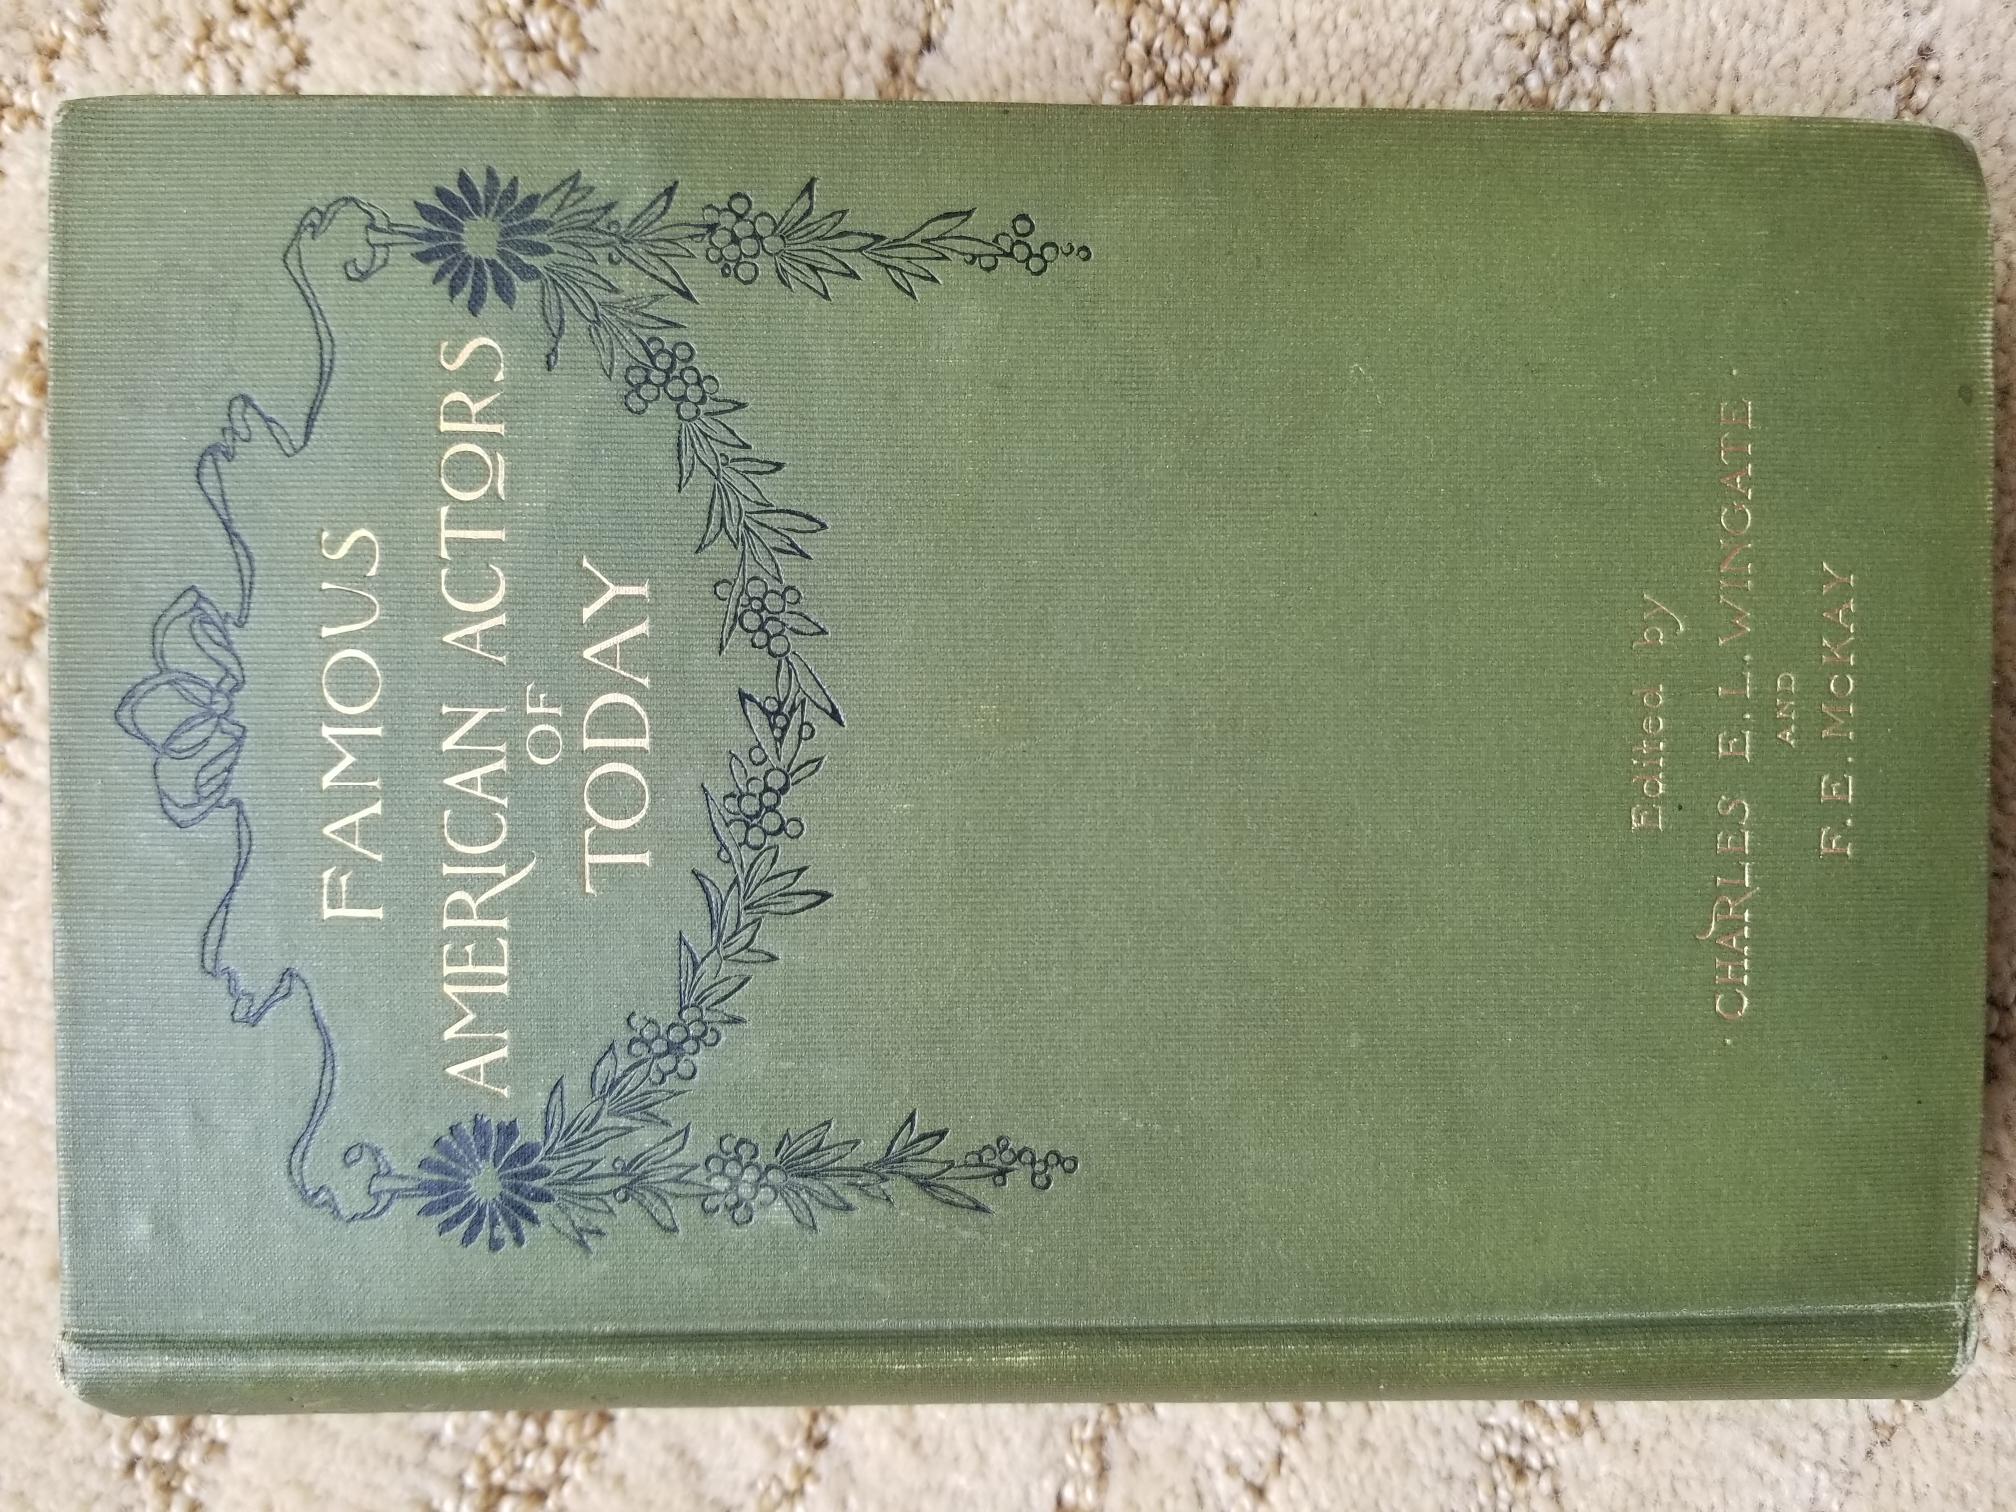 FAMOUS
AMERICAN ACTORS
OF
TODAY
Edited by
· CHARLES E. L. WINGATE ·
AND
F. E. McKAY